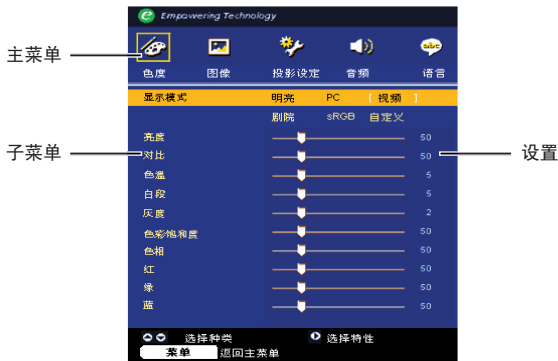 Empowering Technology
主菜单
色度 图像 投影设定 音频 语言
abc
显示模式 明亮 PC [ 视频 ]
剧院 sRGB 自定义
亮度 50
子菜单
对比 50
设置
色温 5
白段 5
灰度 2
色彩饱和度 50
色相 50
红 50
绿 50
蓝 50
选择种类 选择特性
菜单 返回主菜单